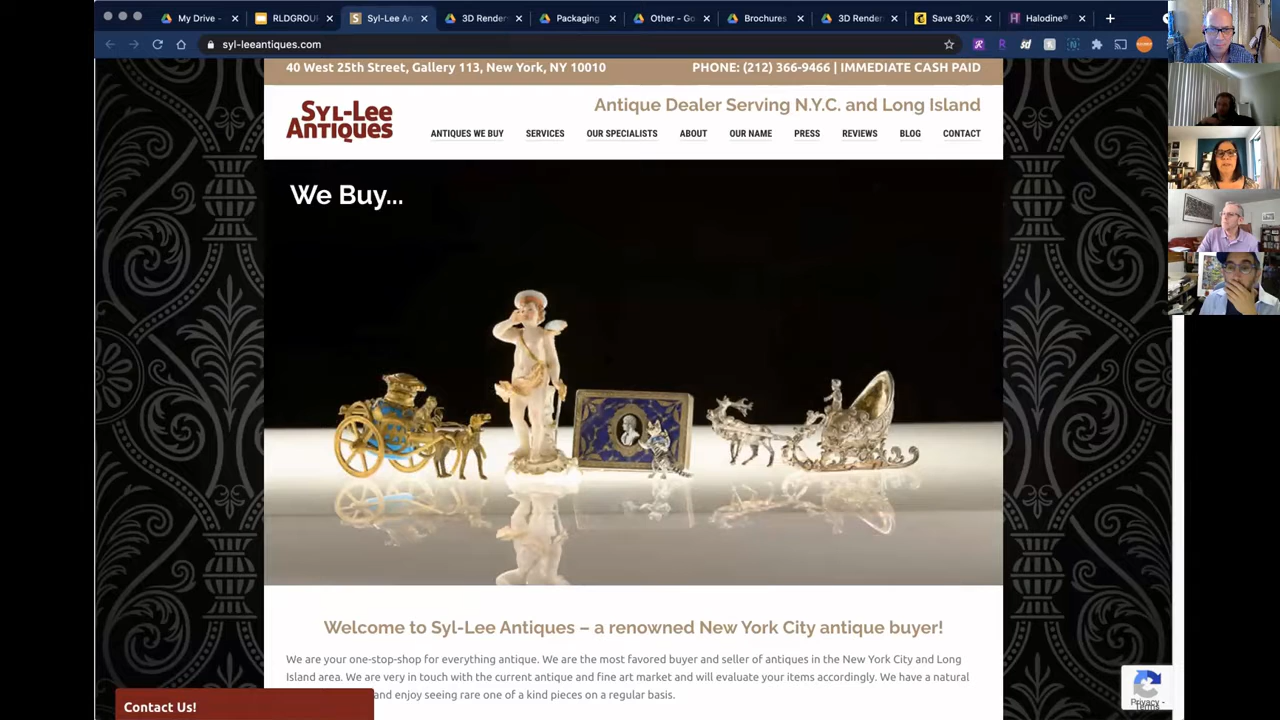 My Drive -
RLDGROU
Syl-Lee An
3D Render
Packaging
Other - Go
Brochures
3D Render
Save 30%
Halodine®
syl-leeantiques.com
40 West 25th Street, Gallery 113, New York, NY 10010
PHONE: (212) 366-9466 | IMMEDIATE CASH PAID
Syl-Lee
Antiques
Antique Dealer Serving N.Y.C. and Long Island
ANTIQUES WE BUY SERVICES OUR SPECIALISTS ABOUT OUR NAME PRESS REVIEWS BLOG CONTACT
We Buy...
Welcome to Syl-Lee Antiques – a renowned New York City antique buyer!
We are your one-stop-shop for everything antique. We are the most favored buyer and seller of antiques in the New York City and Long
Island area. We are very in touch with the current antique and fine art market and will evaluate your items accordingly. We have a natural
and enjoy seeing rare one of a kind pieces on a regular basis.
Contact Us!
Privacy -
Terms